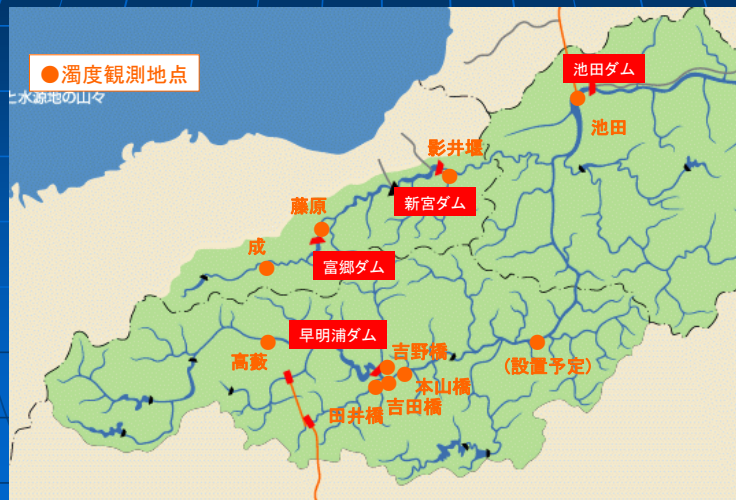 ●濁度観測地点
と水源地の山々
池田ダム
池田
影井堰
新宮ダム
藤原
成
富郷ダム
早明浦ダム
高薮
吉野橋
本山橋
吉田橋
田井橋
(設置予定)